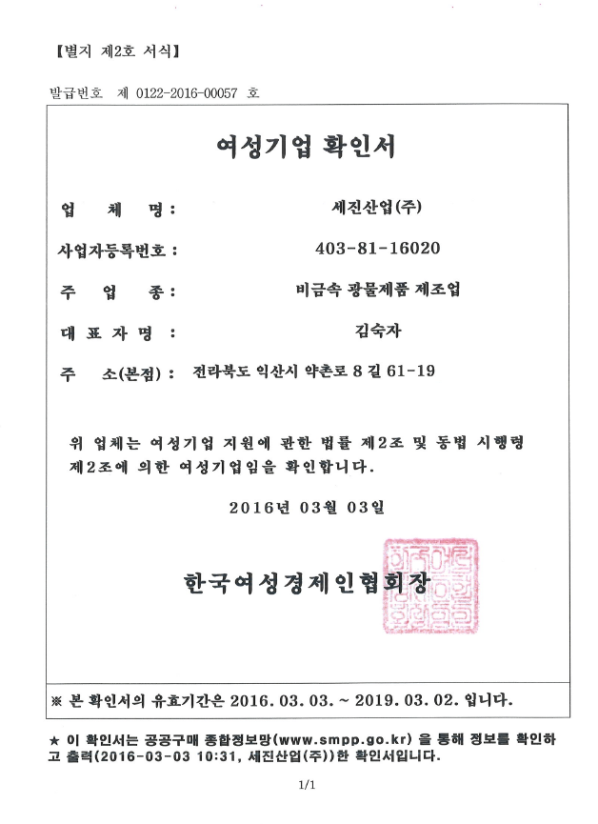 【별지 제2호 서식】
발급번호 제 0122-2016-00057 호
여성기업 확인서
업 체 명 : 세진산업(주)
사업자등록번호 : 403-81-16020
주 업 종 : 비금속 광물제품 제조업
대 표 자 명 : 김숙자
주 소(본점) : 전라북도 익산시 약촌로 8 길 61-19
위 업체는 여성기업 지원에 관한 법률 제2조 및 동법 시행령
제2조에 의한 여성기업임을 확인합니다.
2016년 03월 03일
한국여성경제인협회장
※ 본 확인서의 유효기간은 2016. 03. 03. ~ 2019. 03. 02. 입니다.
★ 이 확인서는 공공구매 종합정보망(www.smpp.go.kr) 을 통해 정보를 확인하
고 출력(2016-03-03 10:31, 세진산업(주))한 확인서입니다.
1/1